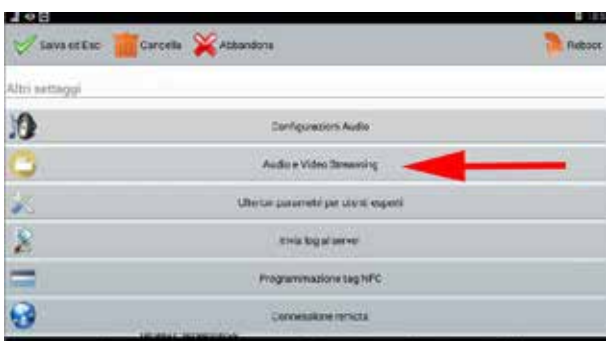 Salva ed Esci Cancella Abbandona Reboot
Altri settaggi
Configurazioni Audio
Audio e Video Streaming
Ulteriori parametri per utenti esperti
Invia log al server
Programmazione tag NFC
Connessione remota